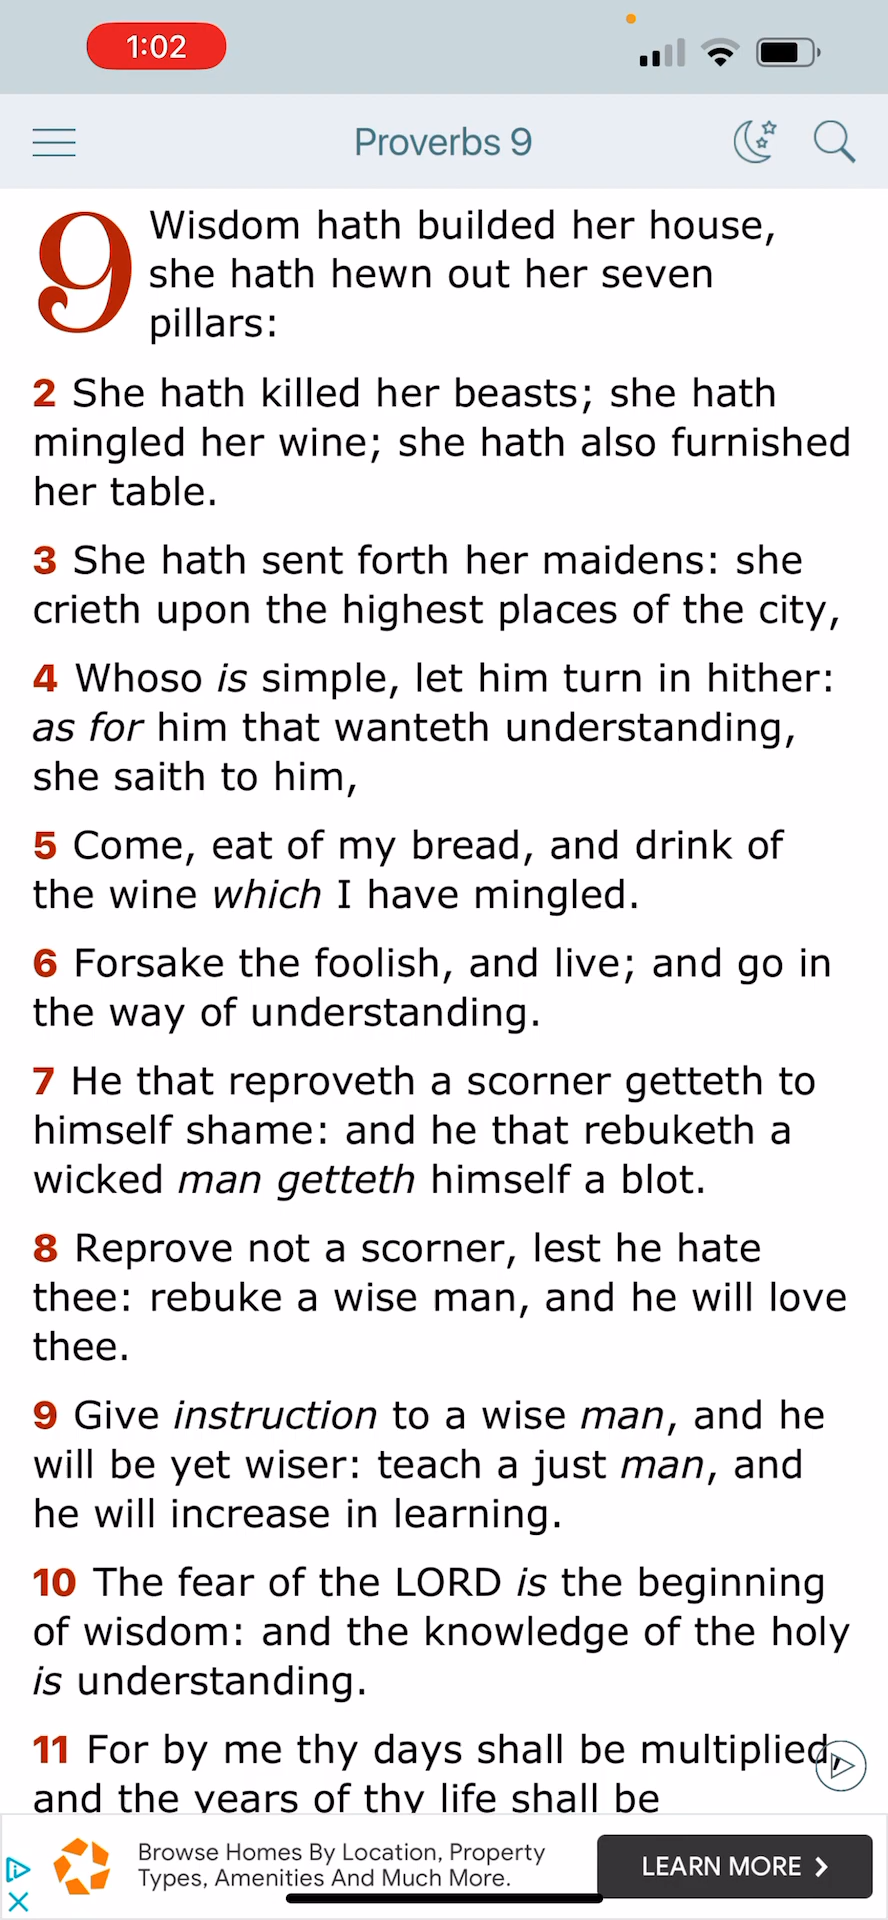 1:02
Proverbs 9
9 Wisdom hath builded her house,
she hath hewn out her seven
pillars:
2 She hath killed her beasts; she hath
mingled her wine; she hath also furnished
her table.
3 She hath sent forth her maidens: she
crieth upon the highest places of the city,
4 Whoso is simple, let him turn in hither:
as for him that wanteth understanding,
she saith to him,
5 Come, eat of my bread, and drink of
the wine which I have mingled.
6 Forsake the foolish, and live; and go in
the way of understanding.
7 He that reproveth a scorner getteth to
himself shame: and he that rebuketh a
wicked man getteth himself a blot.
8 Reprove not a scorner, lest he hate
thee: rebuke a wise man, and he will love
thee.
9 Give instruction to a wise man, and he
will be yet wiser: teach a just man, and
he will increase in learning.
10 The fear of the LORD is the beginning
of wisdom: and the knowledge of the holy
is understanding.
11 For by me thy days shall be multiplied,
and the years of thy life shall be
Browse Homes By Location, Property
Types, Amenities And Much More.
LEARN MORE